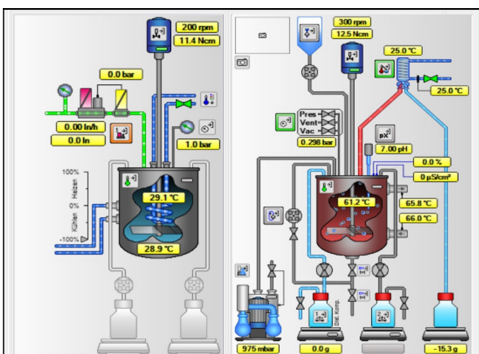 200 rpm
11.4 Ncm
0.0 bar
0.00 ln/h
0.0 ln
1.0 bar
100%
Heizen
0%
Kühlen
-100%
29.1 °C
28.9 °C
300 rpm
12.5 Ncm
25.0 °C
25.0 °C
Pres
Vent
Vac
0.298 bar
pX
7.00 pH
0.0 %
0 µS/cm²
61.2 °C
65.8 °C
66.0 °C
975 mbar
0.0 g
-15.3 g